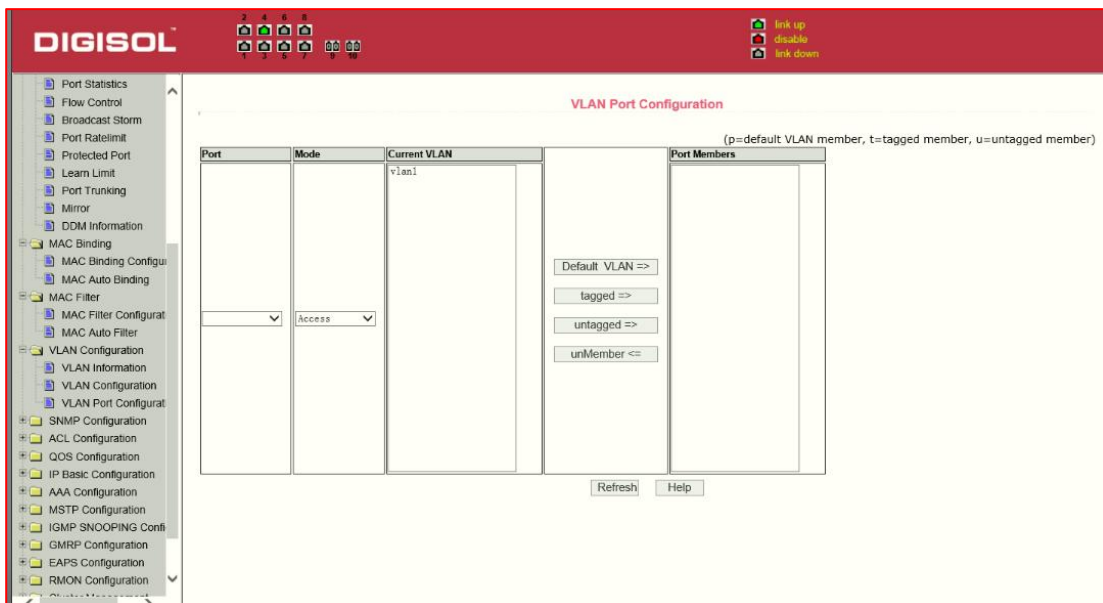 DIGISOL™
2 4 6 8
1 3 5 7 9 10
link up
disable
link down
Port Statistics
Flow Control
Broadcast Storm
Port Ratelimit
Protected Port
Learn Limit
Port Trunking
Mirror
DDM Information
MAC Binding
MAC Binding Configu
MAC Auto Binding
MAC Filter
MAC Filter Configurat
MAC Auto Filter
VLAN Configuration
VLAN Information
VLAN Configuration
VLAN Port Configurat
SNMP Configuration
ACL Configuration
QOS Configuration
IP Basic Configuration
AAA Configuration
MSTP Configuration
IGMP SNOOPING Confi
GMRP Configuration
EAPS Configuration
RMON Configuration
VLAN Port Configuration
(p=default VLAN member, t=tagged member, u=untagged member)
Port Mode Current VLAN Port Members
vlan1
Access
Default VLAN =>
tagged =>
untagged =>
unMember <=
Refresh Help